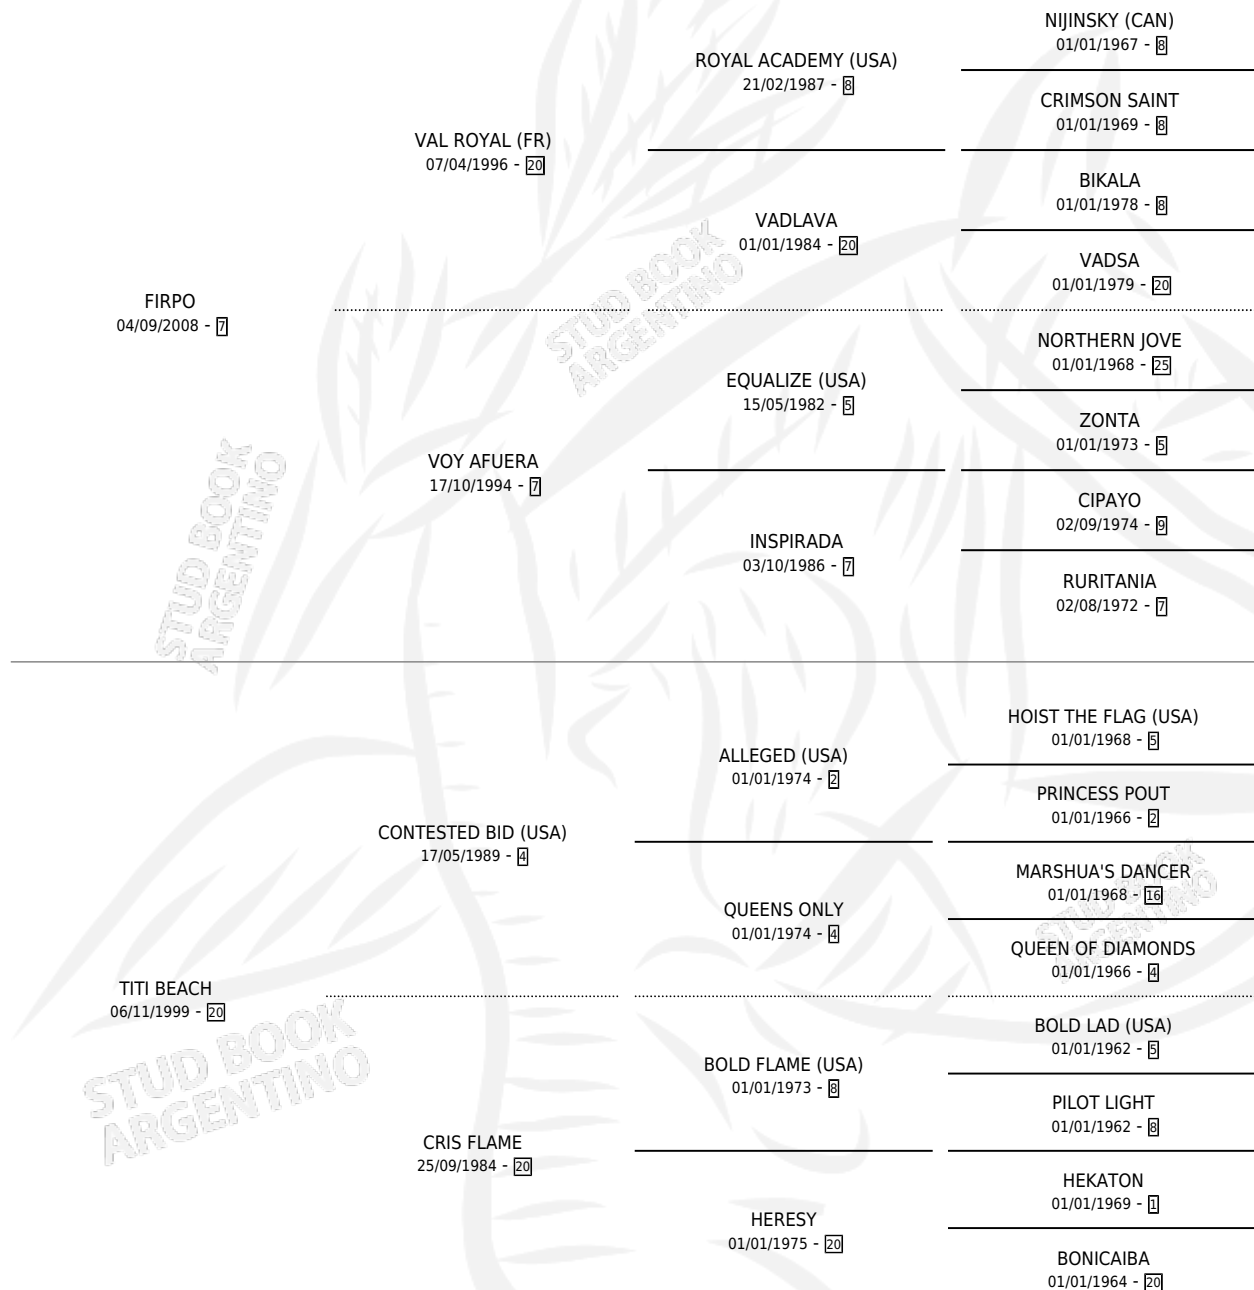 NIJINSKY (CAN)
01/01/1967 - 8
ROYAL ACADEMY (USA)
21/02/1987 - 8
CRIMSON SAINT
01/01/1969 - 8
VAL ROYAL (FR)
07/04/1996 - 20
BIKALA
01/01/1978 - 8
VADLAVA
01/01/1984 - 20
VADSA
01/01/1979 - 20
FIRPO
04/09/2008 - 7
NORTHERN JOVE
01/01/1968 - 25
EQUALIZE (USA)
15/05/1982 - 5
ZONTA
01/01/1973 - 5
VOY AFUERA
17/10/1994 - 7
CIPAYO
02/09/1974 - 9
INSPIRADA
03/10/1986 - 7
RURITANIA
02/08/1972 - 7
HOIST THE FLAG (USA)
01/01/1968 - 5
ALLEGED (USA)
01/01/1974 - 2
PRINCESS POUT
01/01/1966 - 2
CONTESTED BID (USA)
17/05/1989 - 4
MARSHUA'S DANCER
01/01/1968 - 16
QUEENS ONLY
01/01/1974 - 4
QUEEN OF DIAMONDS
01/01/1966 - 4
TITI BEACH
06/11/1999 - 20
BOLD LAD (USA)
01/01/1962 - 5
BOLD FLAME (USA)
01/01/1973 - 8
PILOT LIGHT
01/01/1962 - 8
CRIS FLAME
25/09/1984 - 20
HEKATON
01/01/1969 - 1
HERESY
01/01/1975 - 20
BONICAIBA
01/01/1964 - 20
STUD BOOK
ARGENTINO
STUD BOOK
ARGENTINO
STUD BOOK
ARGENTINO
STUD BOOK
ARGENTINO